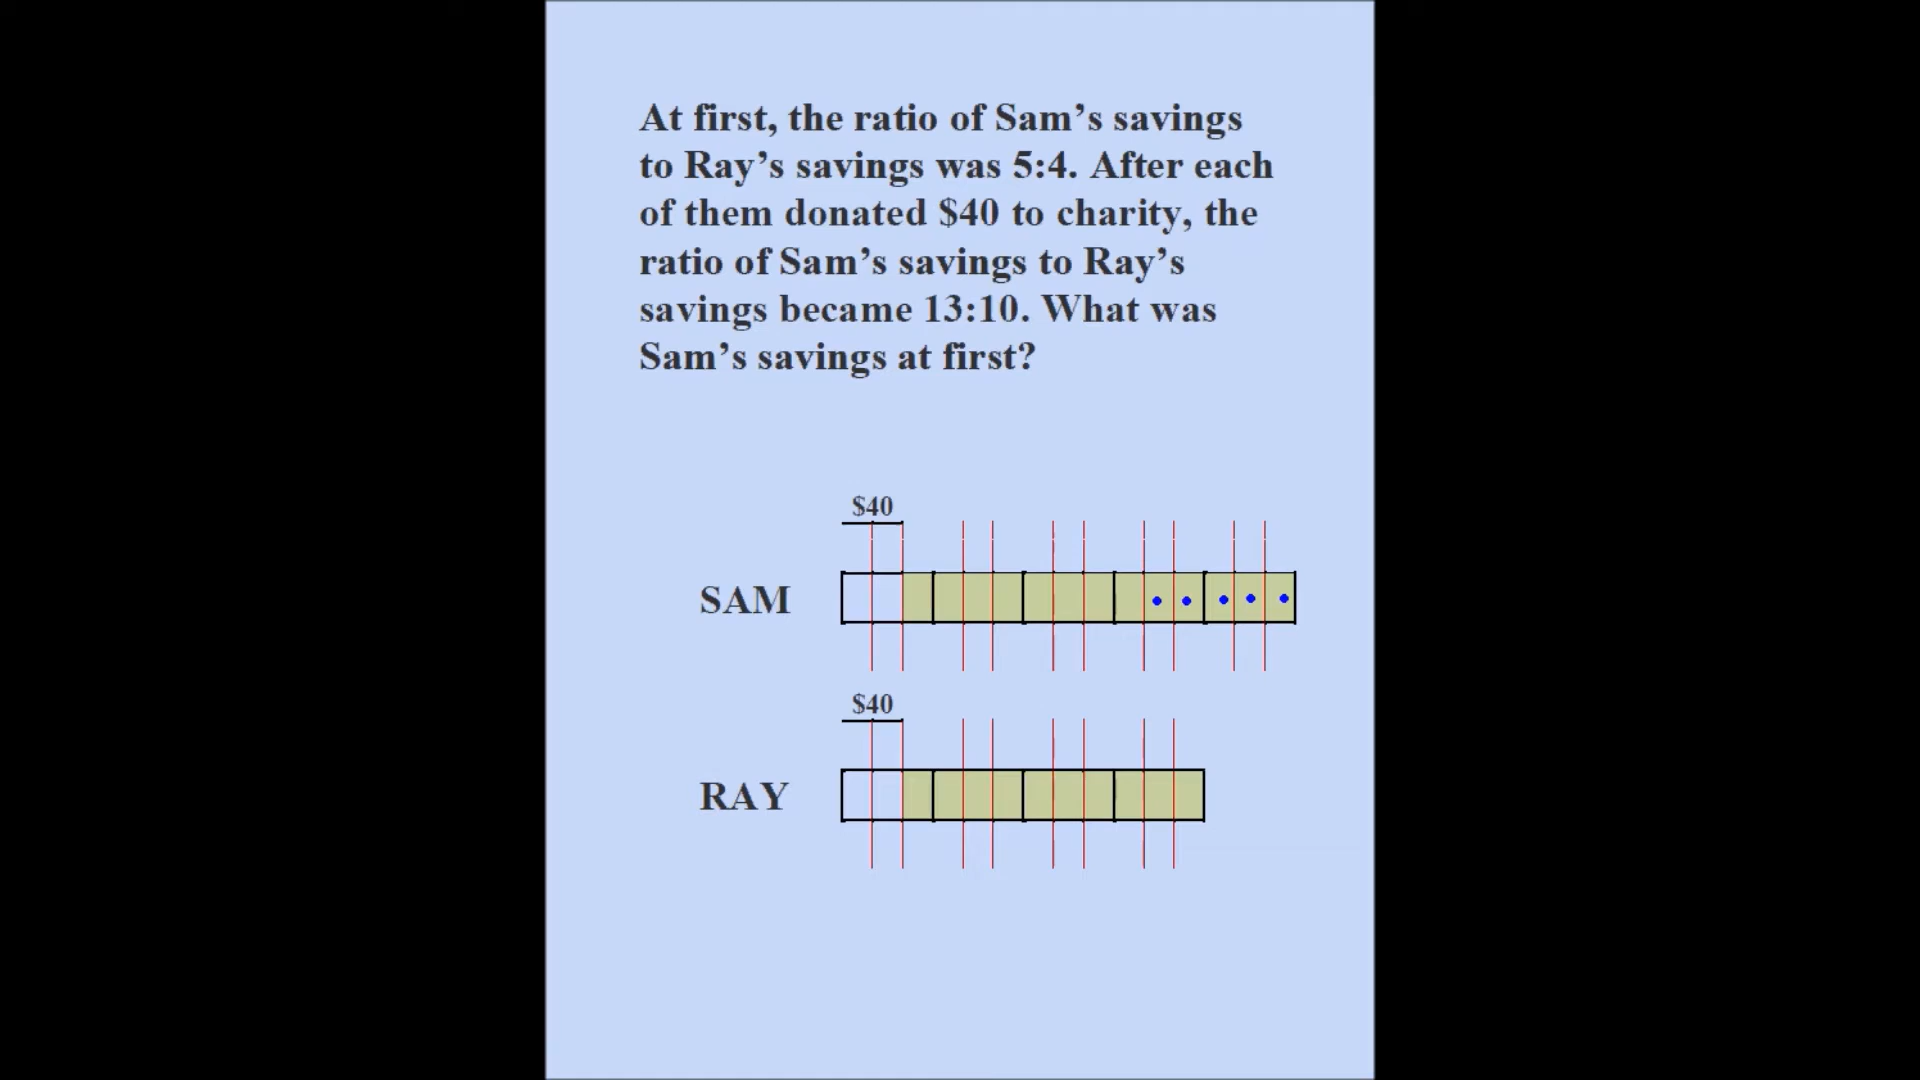 At first, the ratio of Sam’s savings
to Ray’s savings was 5:4. After each
of them donated $40 to charity, the
ratio of Sam’s savings to Ray’s
savings became 13:10. What was
Sam’s savings at first?
$40
SAM
$40
RAY